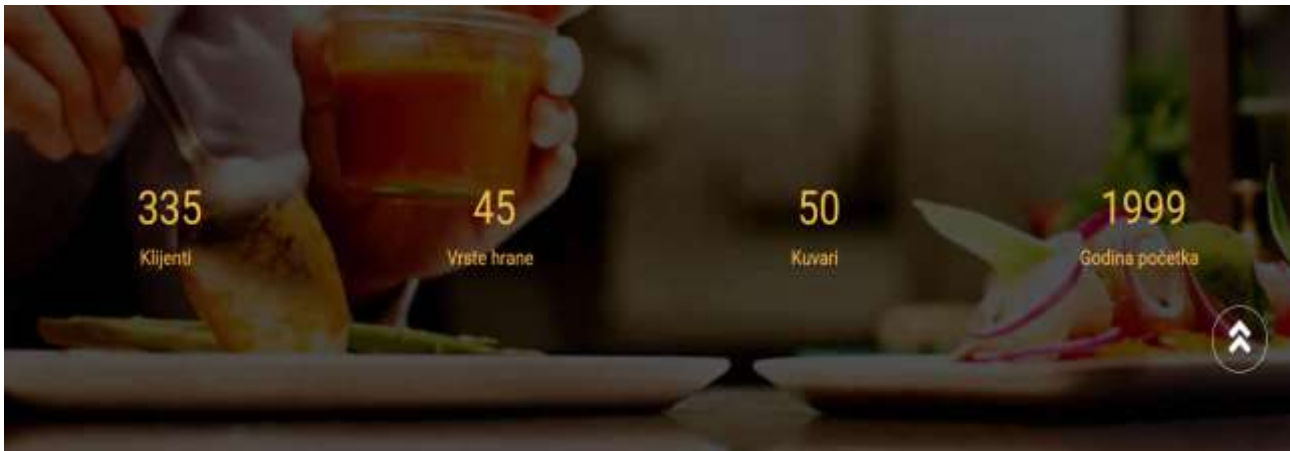 335
Klijenti
45
Vrste hrane
50
Kuvari
1999
Godina početka